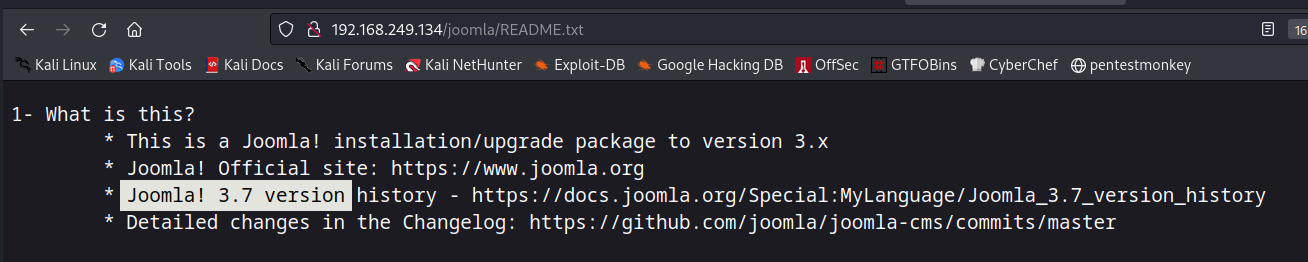 192.168.249.134/joomla/README.txt
16
Kali Linux Kali Tools Kali Docs Kali Forums Kali NetHunter Exploit-DB Google Hacking DB OffSec GTFOBins CyberChef pentestmonkey
1- What is this?
* This is a Joomla! installation/upgrade package to version 3.x
* Joomla! Official site: https://www.joomla.org
* Joomla! 3.7 version history - https://docs.joomla.org/Special:MyLanguage/Joomla_3.7_version_history
* Detailed changes in the Changelog: https://github.com/joomla/joomla-cms/commits/master